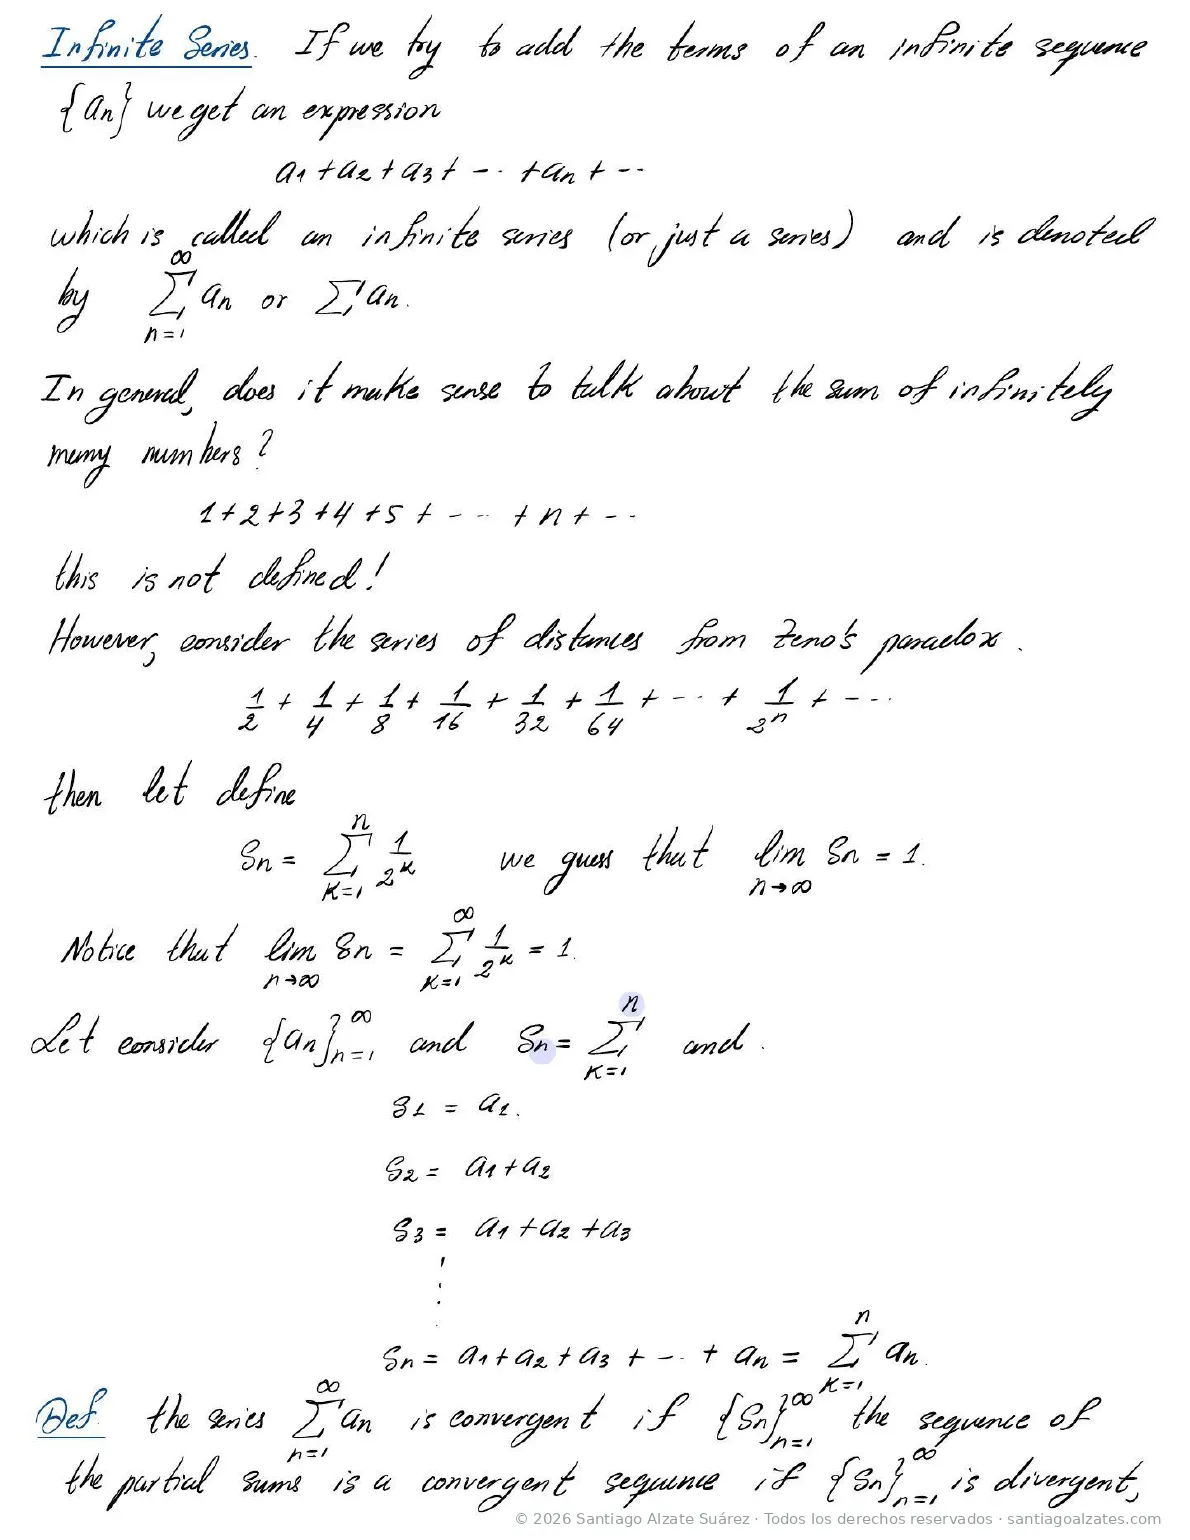 Infinite Series. If we try to add the terms of an infinite sequence
{an} we get an expression
a1 + a2 + a3 + -·· + an + -··
which is called an infinite series (or just a series) and is denoted
by ∑_{n=1}^{∞} an or ∑ an.
In general, does it make sense to talk about the sum of infinitely
many numbers?
1+2+3+4+5+ -·· + n + -··
this is not defined!
However, consider the series of distances from Zeno's paradox.
1/2 + 1/4 + 1/8 + 1/16 + 1/32 + 1/64 + -·· + 1/2^n + -···
then let define
Sn = ∑_{k=1}^{n} 1/2^k we guess that lim_{n→∞} Sn = 1.
Notice that lim_{n→∞} Sn = ∑_{k=1}^{∞} 1/2^k = 1.
Let consider {an}_{n=1}^{∞} and Sn = ∑_{k=1}^{n} and.
S1 = a1.
S2 = a1 + a2
S3 = a1 + a2 + a3
⋮
Sn = a1 + a2 + a3 + -·· + an = ∑_{k=1}^{n} an.
Def. the series ∑_{n=1}^{∞} an is convergent if {Sn}_{n=1}^{∞} the sequence of
the partial sums is a convergent sequence if {Sn}_{n=1}^{∞} is divergent,
© 2026 Santiago Alzate Suárez · Todos los derechos reservados · santiagoalzates.com